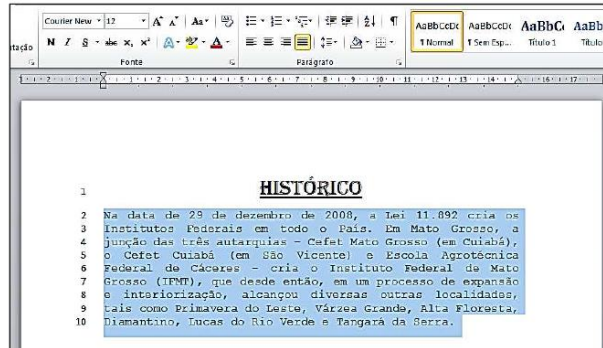 Courier New 12 A A Aa
AaBbCcDc AaBbCcDc AaBbC AaBb
N I S abc x, x² A A
¶ Normal ¶ Sem Esp... Título 1 Título
tação Fonte Parágrafo
1 HISTÓRICO
2 Na data de 29 de dezembro de 2008, a Lei 11.892 cria os
3 Institutos Federais em todo o País. Em Mato Grosso, a
4 junção das três autarquias - Cefet Mato Grosso (em Cuiabá),
5 o Cefet Cuiabá (em São Vicente) e Escola Agrotécnica
6 Federal de Cáceres - cria o Instituto Federal de Mato
7 Grosso (IFMT), que desde então, em um processo de expansão
8 e interiorização, alcançou diversas outras localidades,
9 tais como Primavera do Leste, Várzea Grande, Alta Floresta,
10 Diamantino, Lucas do Rio Verde e Tangará da Serra.